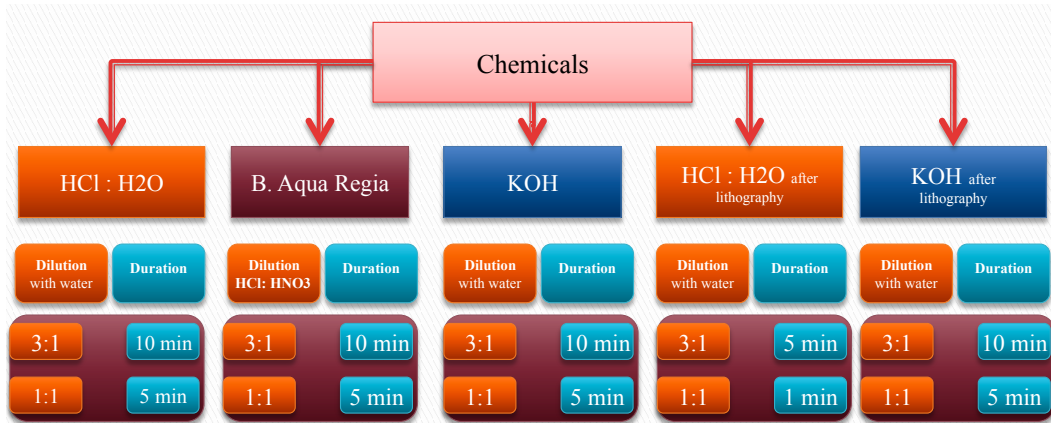 Chemicals
HCl : H2O
B. Aqua Regia
KOH
HCl : H2O after
lithography
KOH after
lithography
Dilution
with water
Duration
Dilution
HCl: HNO3
Duration
Dilution
with water
Duration
Dilution
with water
Duration
Dilution
with water
Duration
3:1
10 min
3:1
10 min
3:1
10 min
3:1
5 min
3:1
10 min
1:1
5 min
1:1
5 min
1:1
5 min
1:1
1 min
1:1
5 min